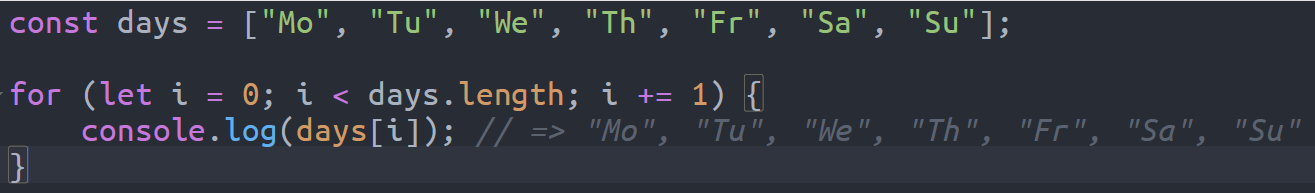 const days = ["Mo", "Tu", "We", "Th", "Fr", "Sa", "Su"];
for (let i = 0; i < days.length; i += 1) {
    console.log(days[i]); // => "Mo", "Tu", "We", "Th", "Fr", "Sa", "Su"
}